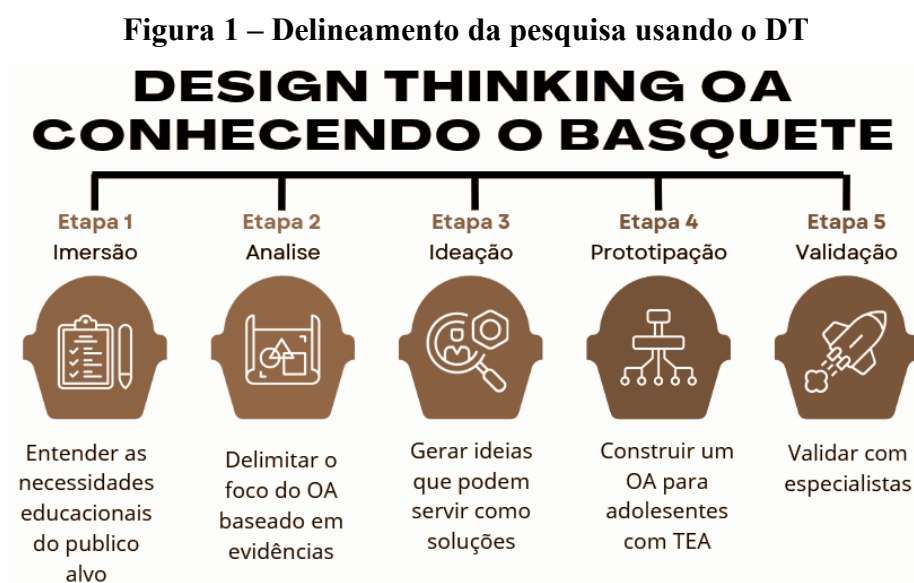 Figura 1 – Delineamento da pesquisa usando o DT
DESIGN THINKING OA
CONHECENDO O BASQUETE
Etapa 1
Imersão
Entender as
necessidades
educacionais
do publico
alvo
Etapa 2
Analise
Delimitar o
foco do OA
baseado em
evidências
Etapa 3
Ideação
Gerar ideias
que podem
servir como
soluções
Etapa 4
Prototipação
Construir um
OA para
adolesentes
com TEA
Etapa 5
Validação
Validar com
especialistas